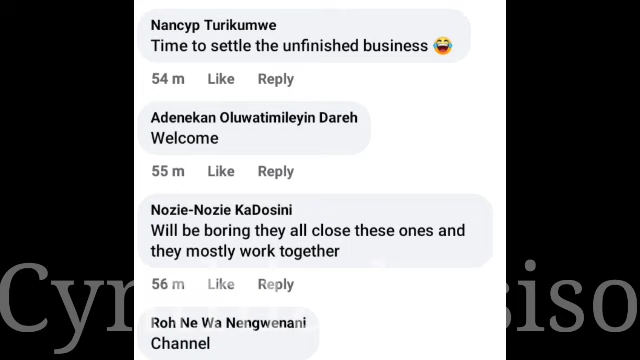 Nancyp Turikumwe
Time to settle the unfinished business 😂
54 m Like Reply
Adenekan Oluwatimileyin Dareh
Welcome
55 m Like Reply
Nozie-Nozie KaDosini
Will be boring they all close these ones and
they mostly work together
56 m Like Reply
Roh Ne Wa Nengwenani
Channel